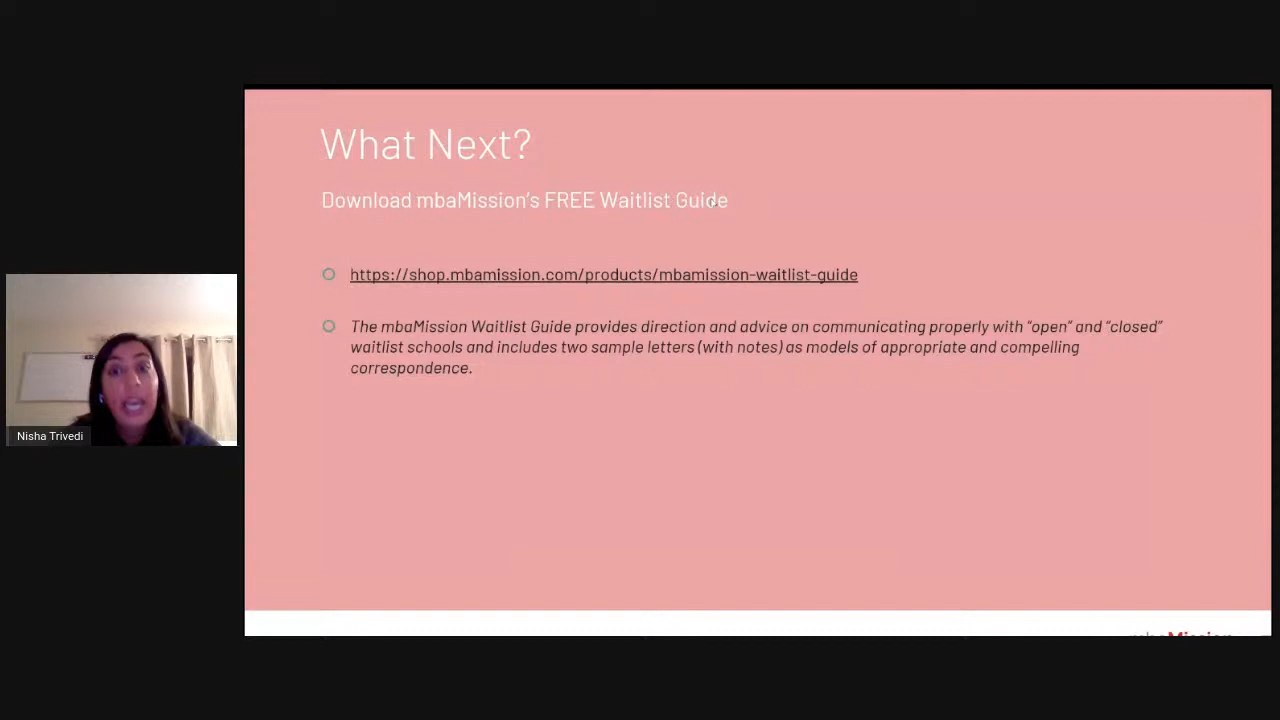 What Next?
Download mbaMission's FREE Waitlist Guide
https://shop.mbamission.com/products/mbamission-waitlist-guide
The mbaMission Waitlist Guide provides direction and advice on communicating properly with “open” and “closed”
waitlist schools and includes two sample letters (with notes) as models of appropriate and compelling
correspondence.
Nisha Trivedi
mbaMission